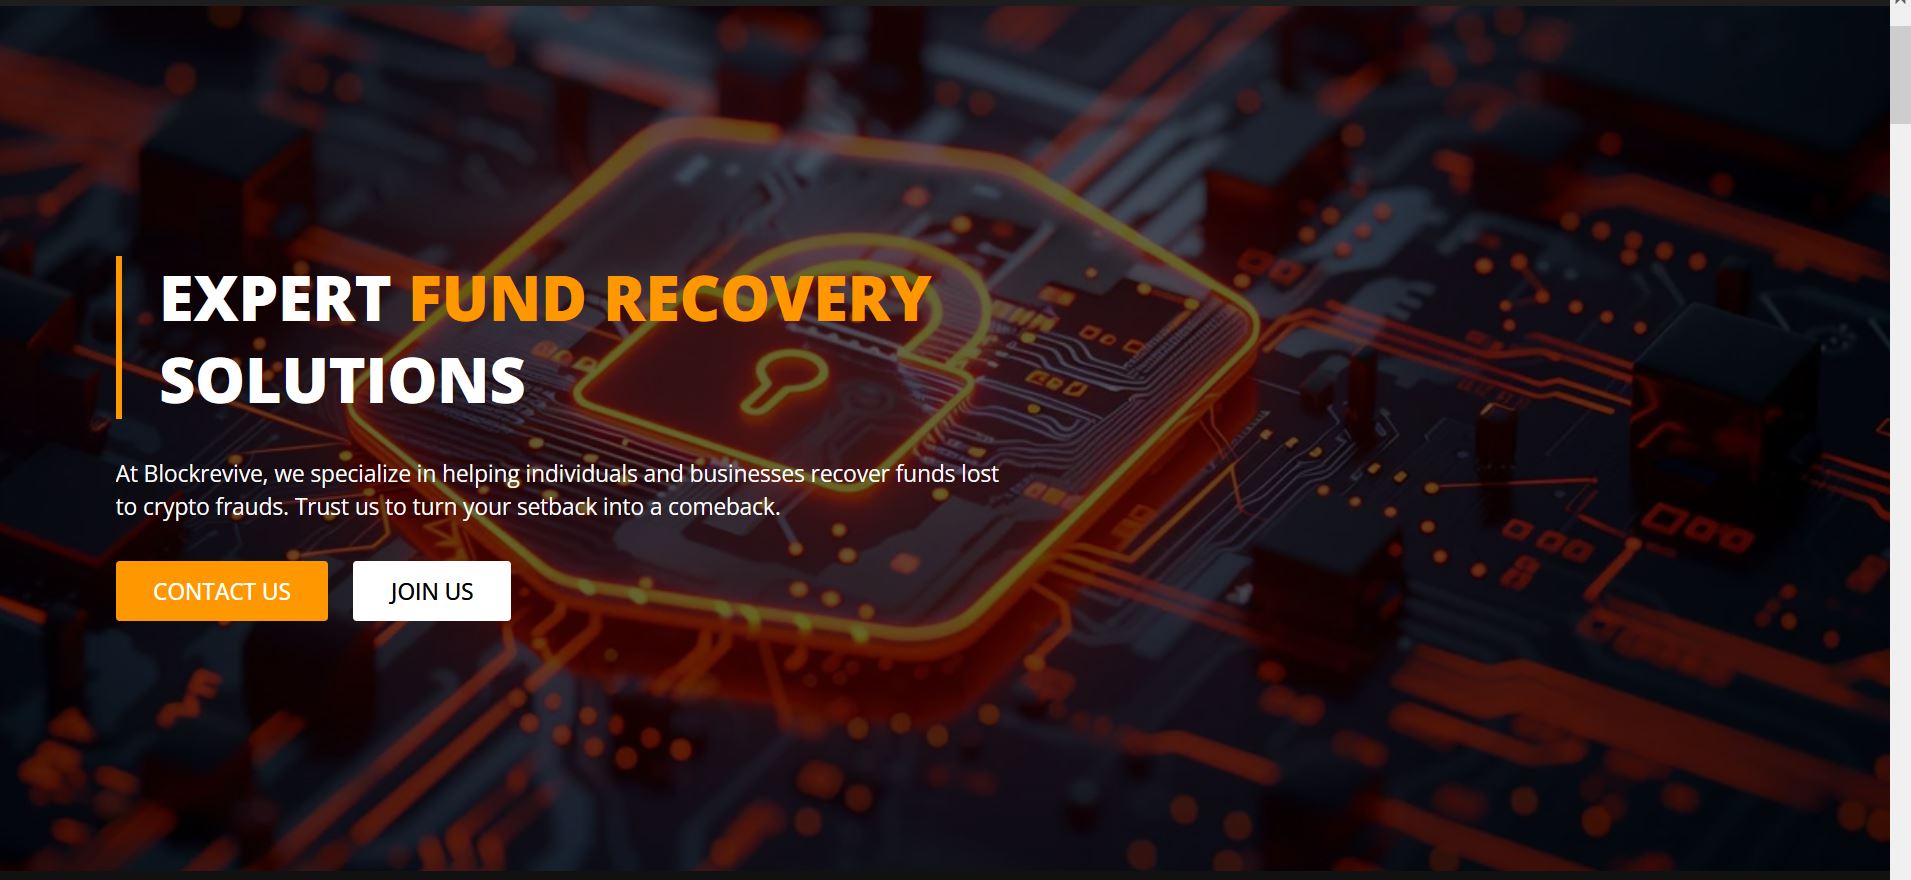 EXPERT FUND RECOVERY
SOLUTIONS
At Blockrevive, we specialize in helping individuals and businesses recover funds lost
to crypto frauds. Trust us to turn your setback into a comeback.
CONTACT US
JOIN US